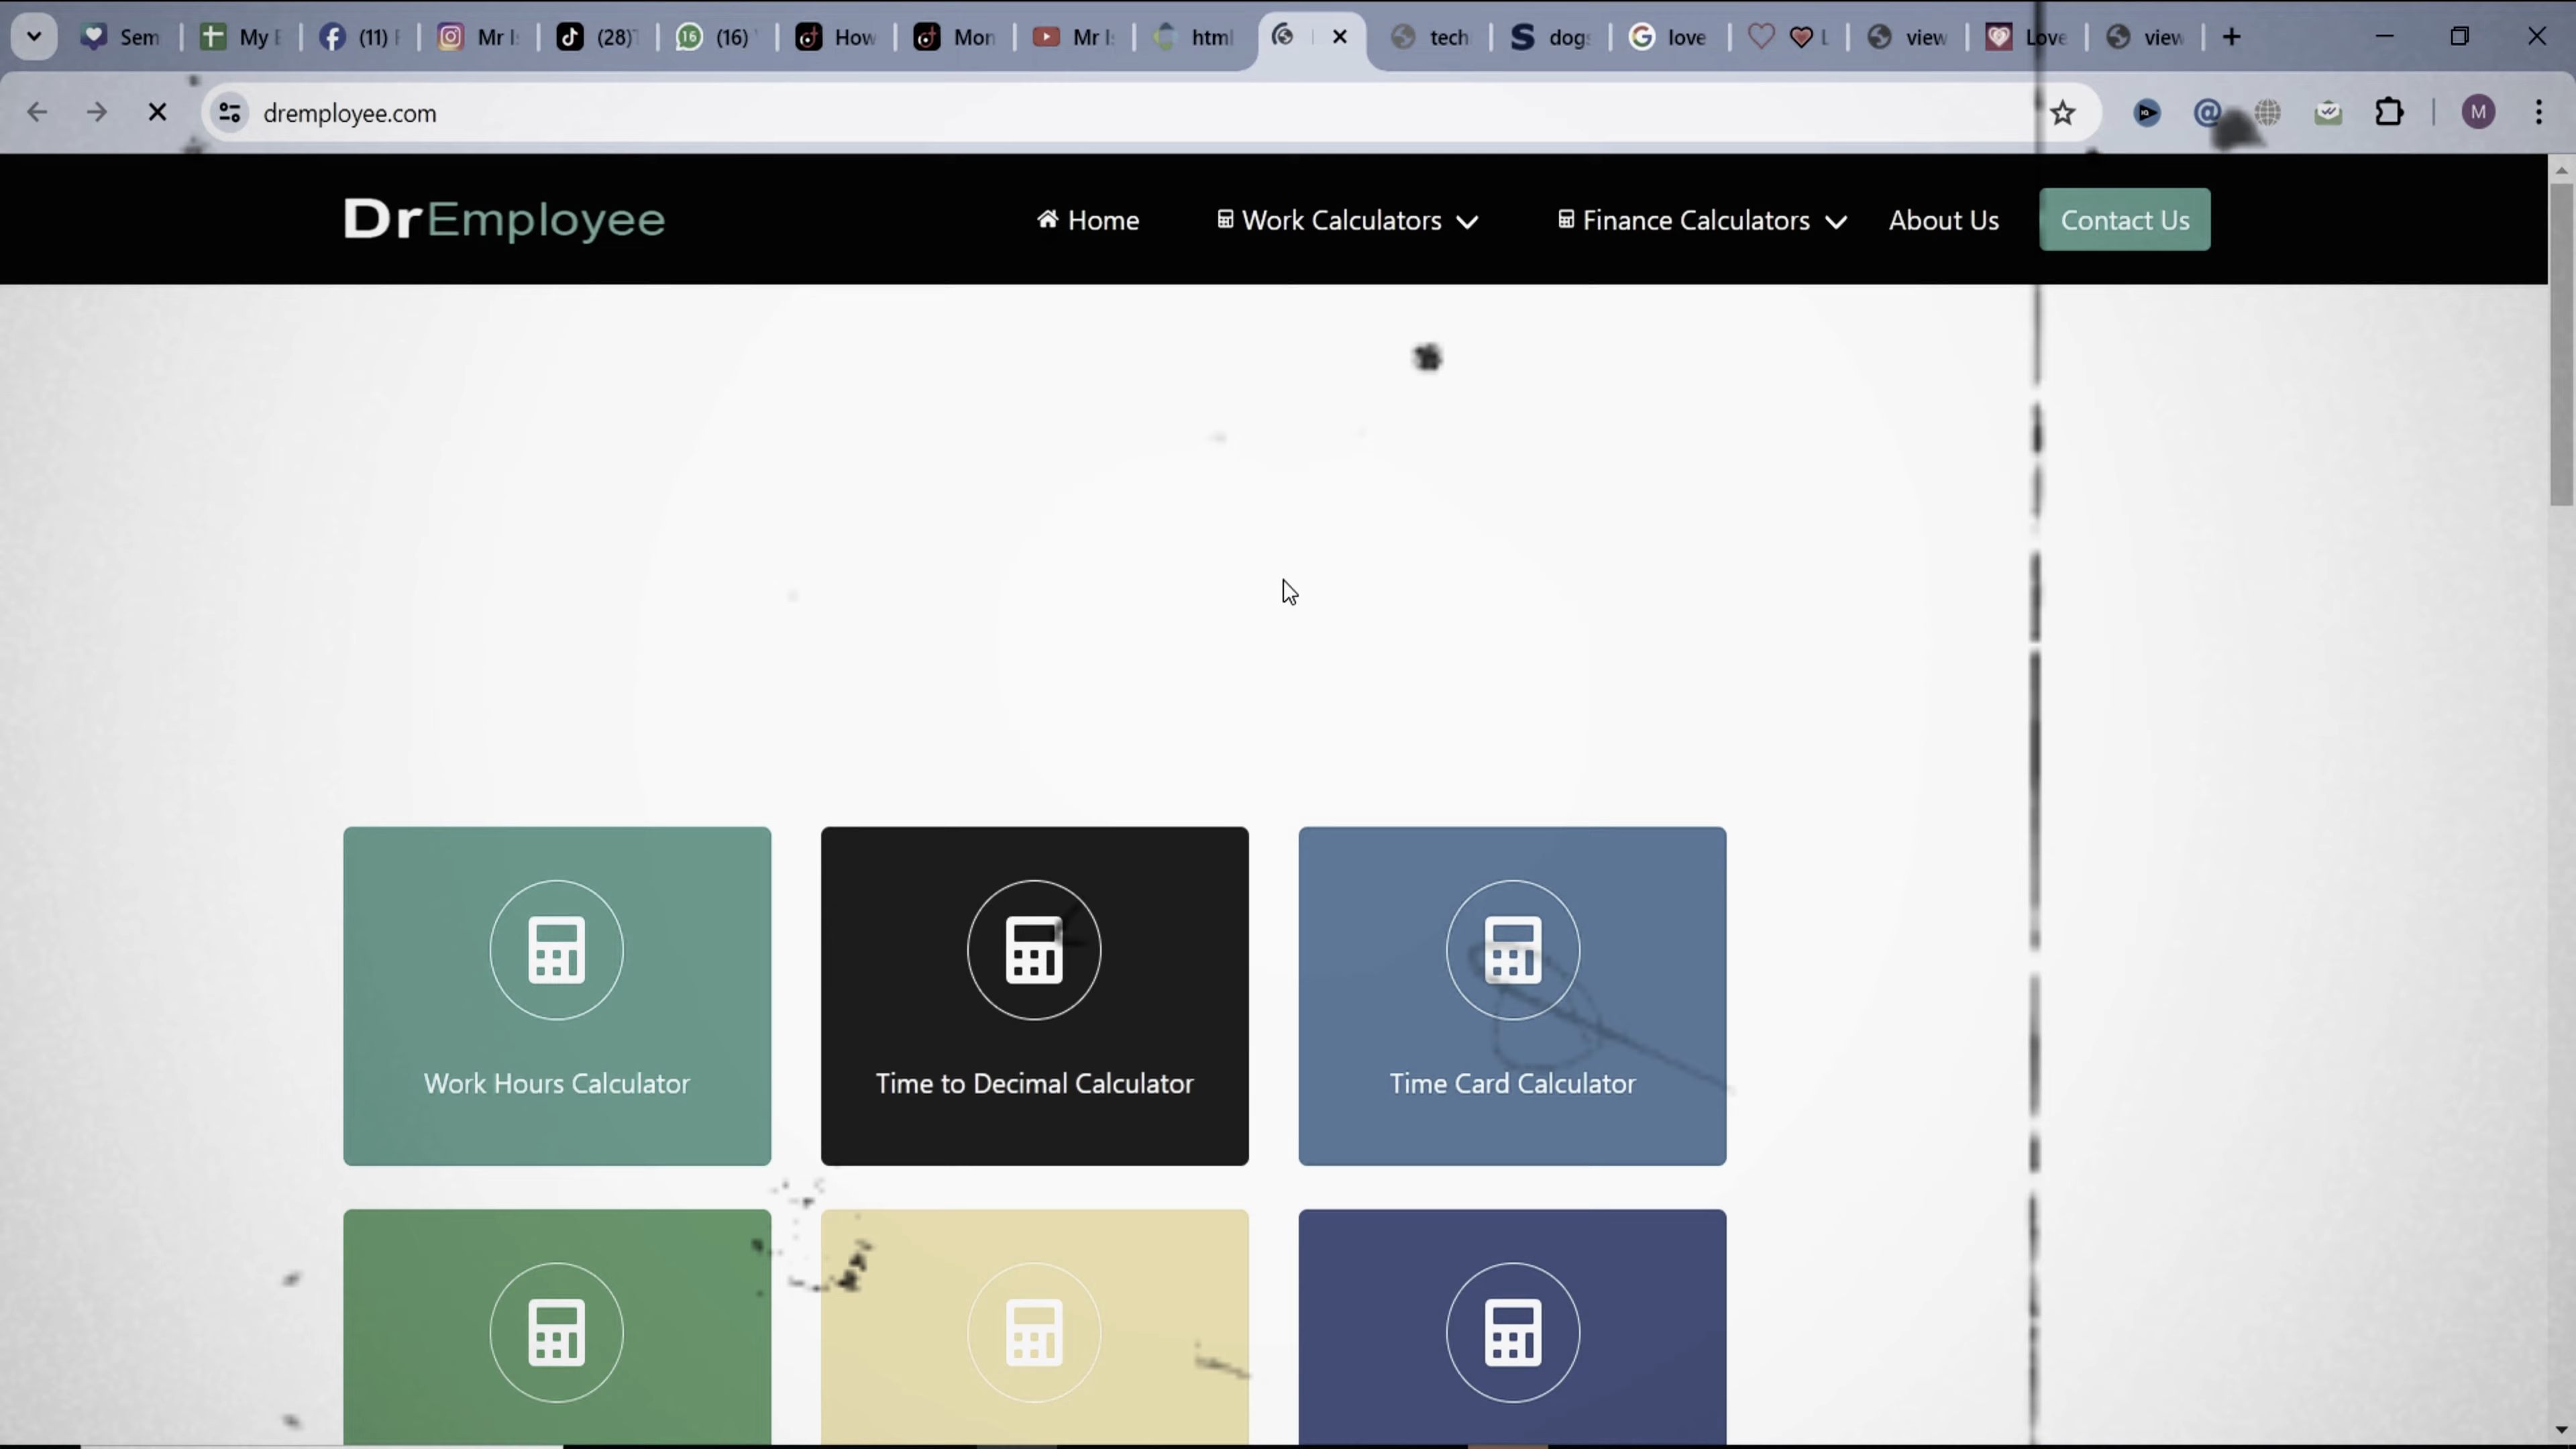 Sem My E (11) F Mr I (28) 16 (16) How Mon Mr I html tech dog love L view Love view
dremployee.com @ M
DrEmployee Home Work Calculators Finance Calculators About Us Contact Us
Work Hours Calculator Time to Decimal Calculator Time Card Calculator